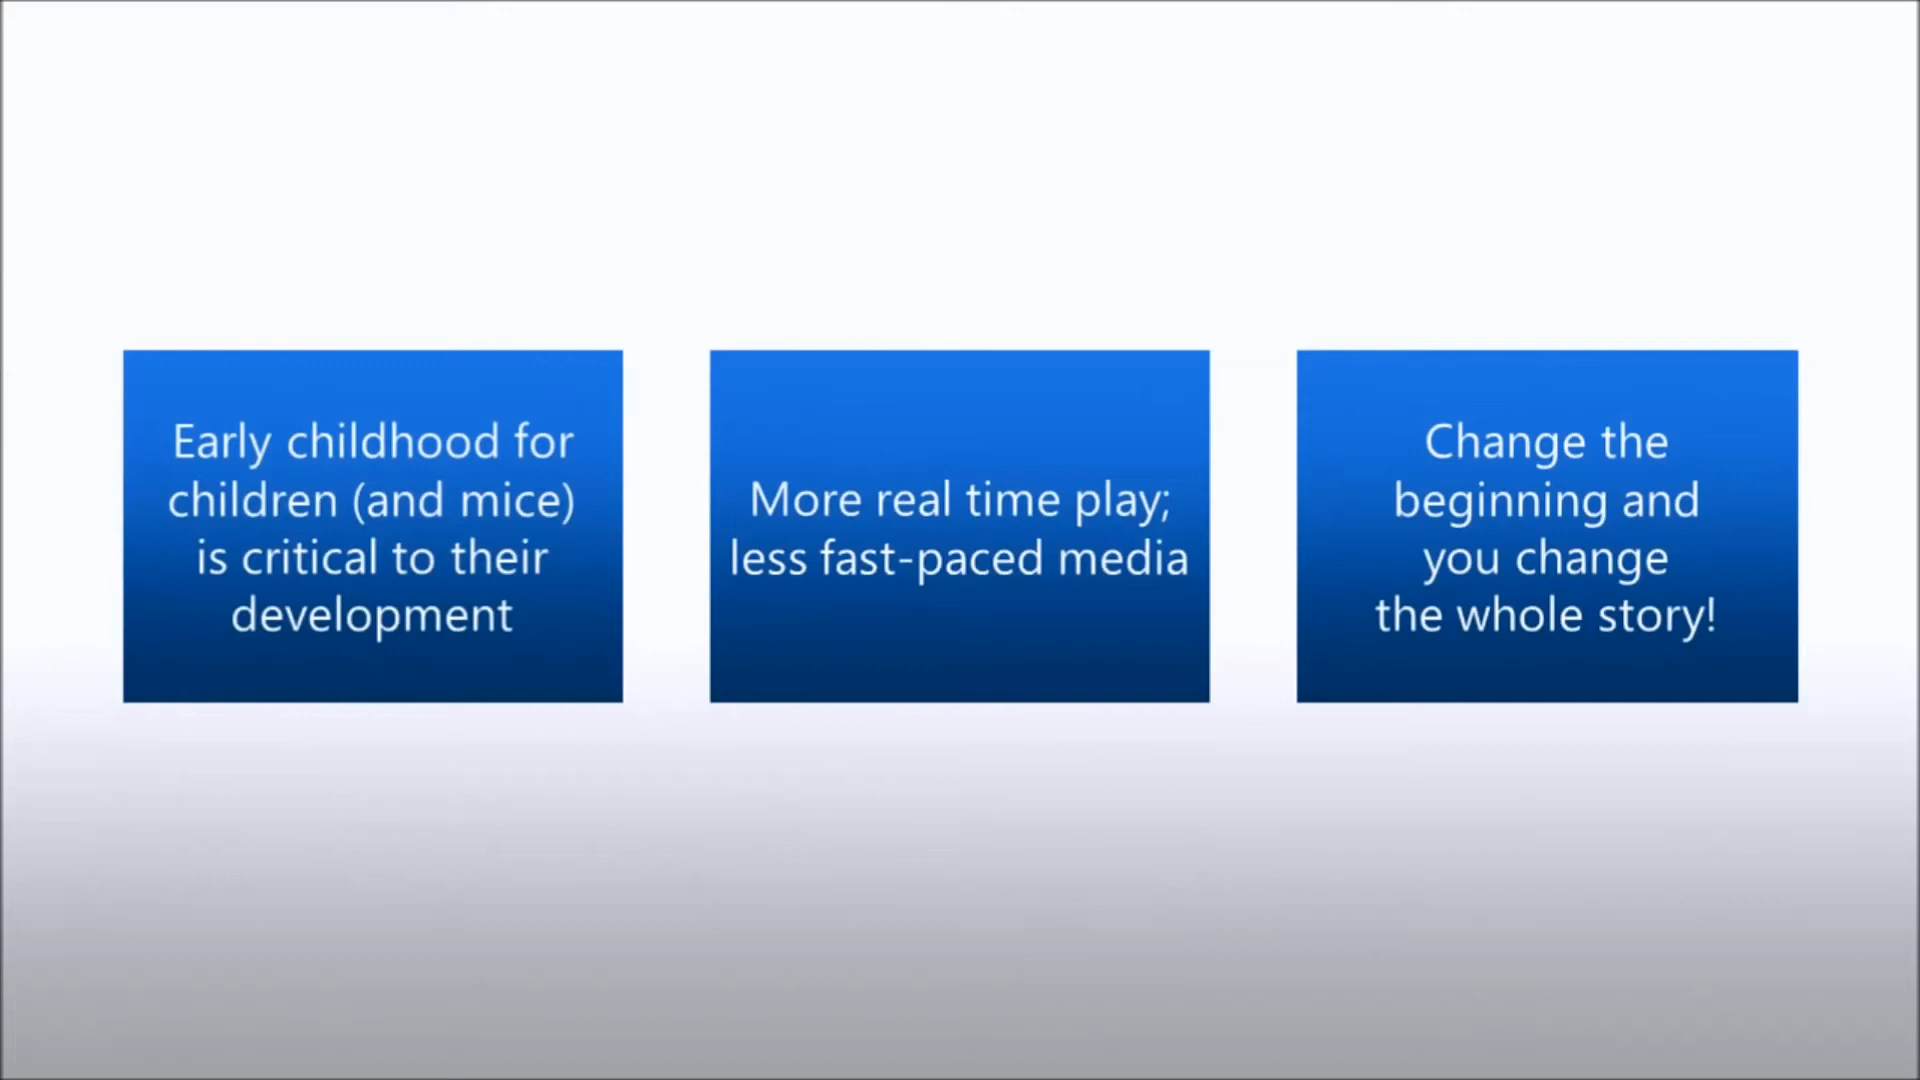 Early childhood for
children (and mice)
is critical to their
development
More real time play;
less fast-paced media
Change the
beginning and
you change
the whole story!